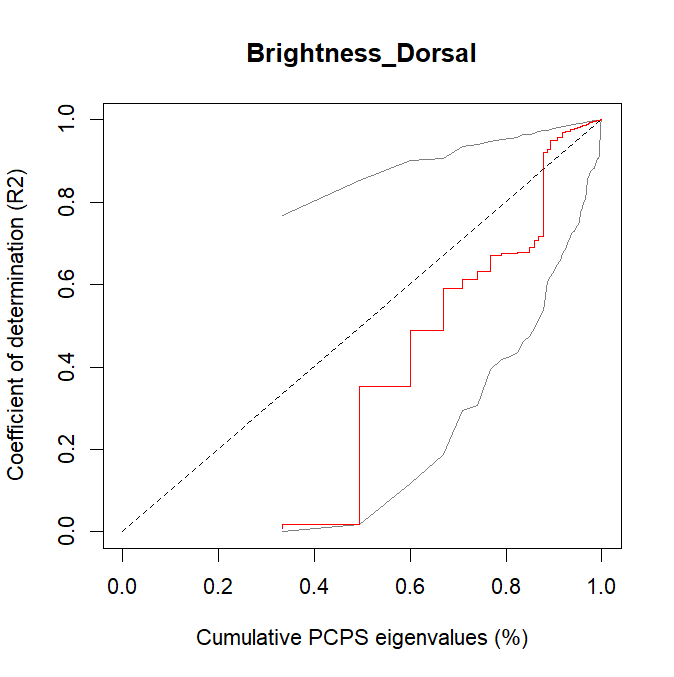 Brightness_Dorsal
Coefficient of determination (R2)
1.0
0.8
0.6
0.4
0.2
0.0
0.0 0.2 0.4 0.6 0.8 1.0
Cumulative PCPS eigenvalues (%)